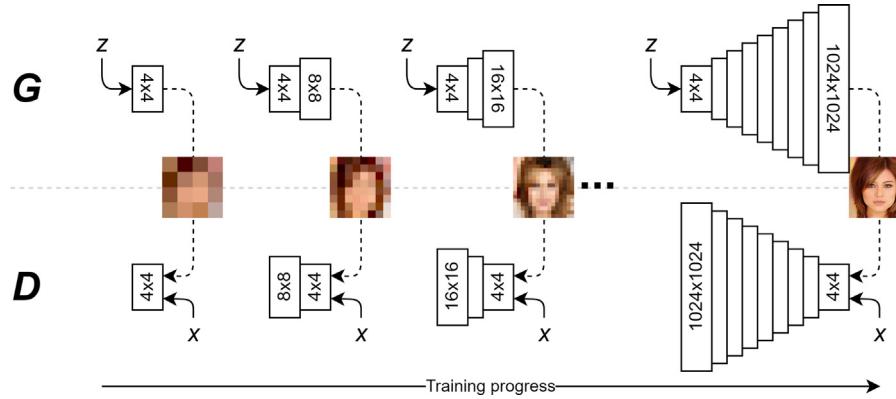 z z z z
G
4x4 4x4 8x8 4x4 16x16 4x4 1024x1024
D
4x4 8x8 4x4 16x16 4x4 1024x1024 4x4
x x x x
Training progress